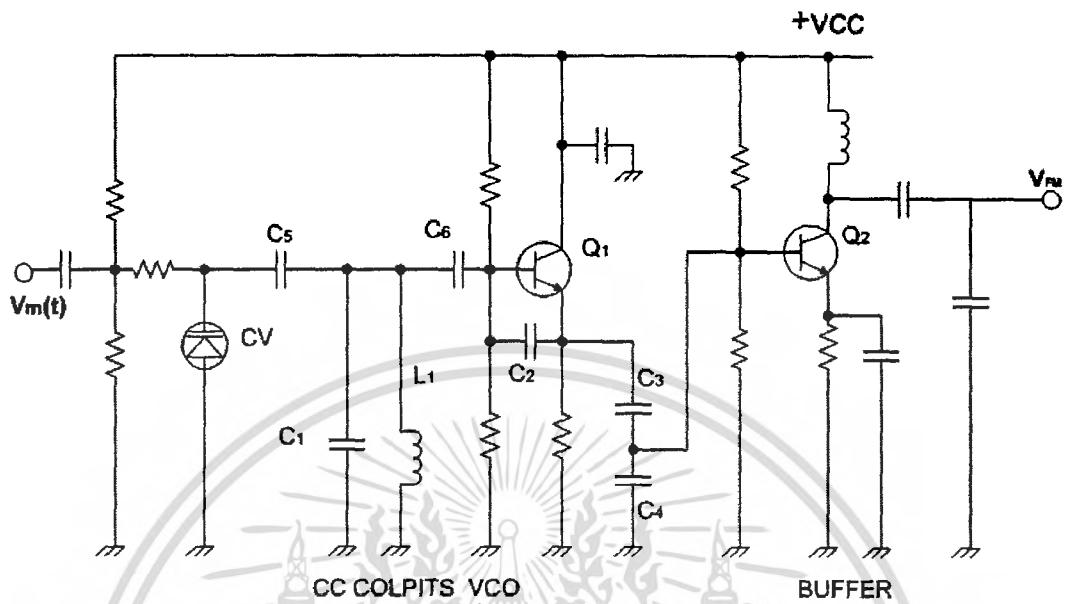 +VCC
C5
C6
Q1
Vm(t)
CV
C2
L1
C1
C3
C4
Q2
VFM
CC COLPITS VCO
BUFFER